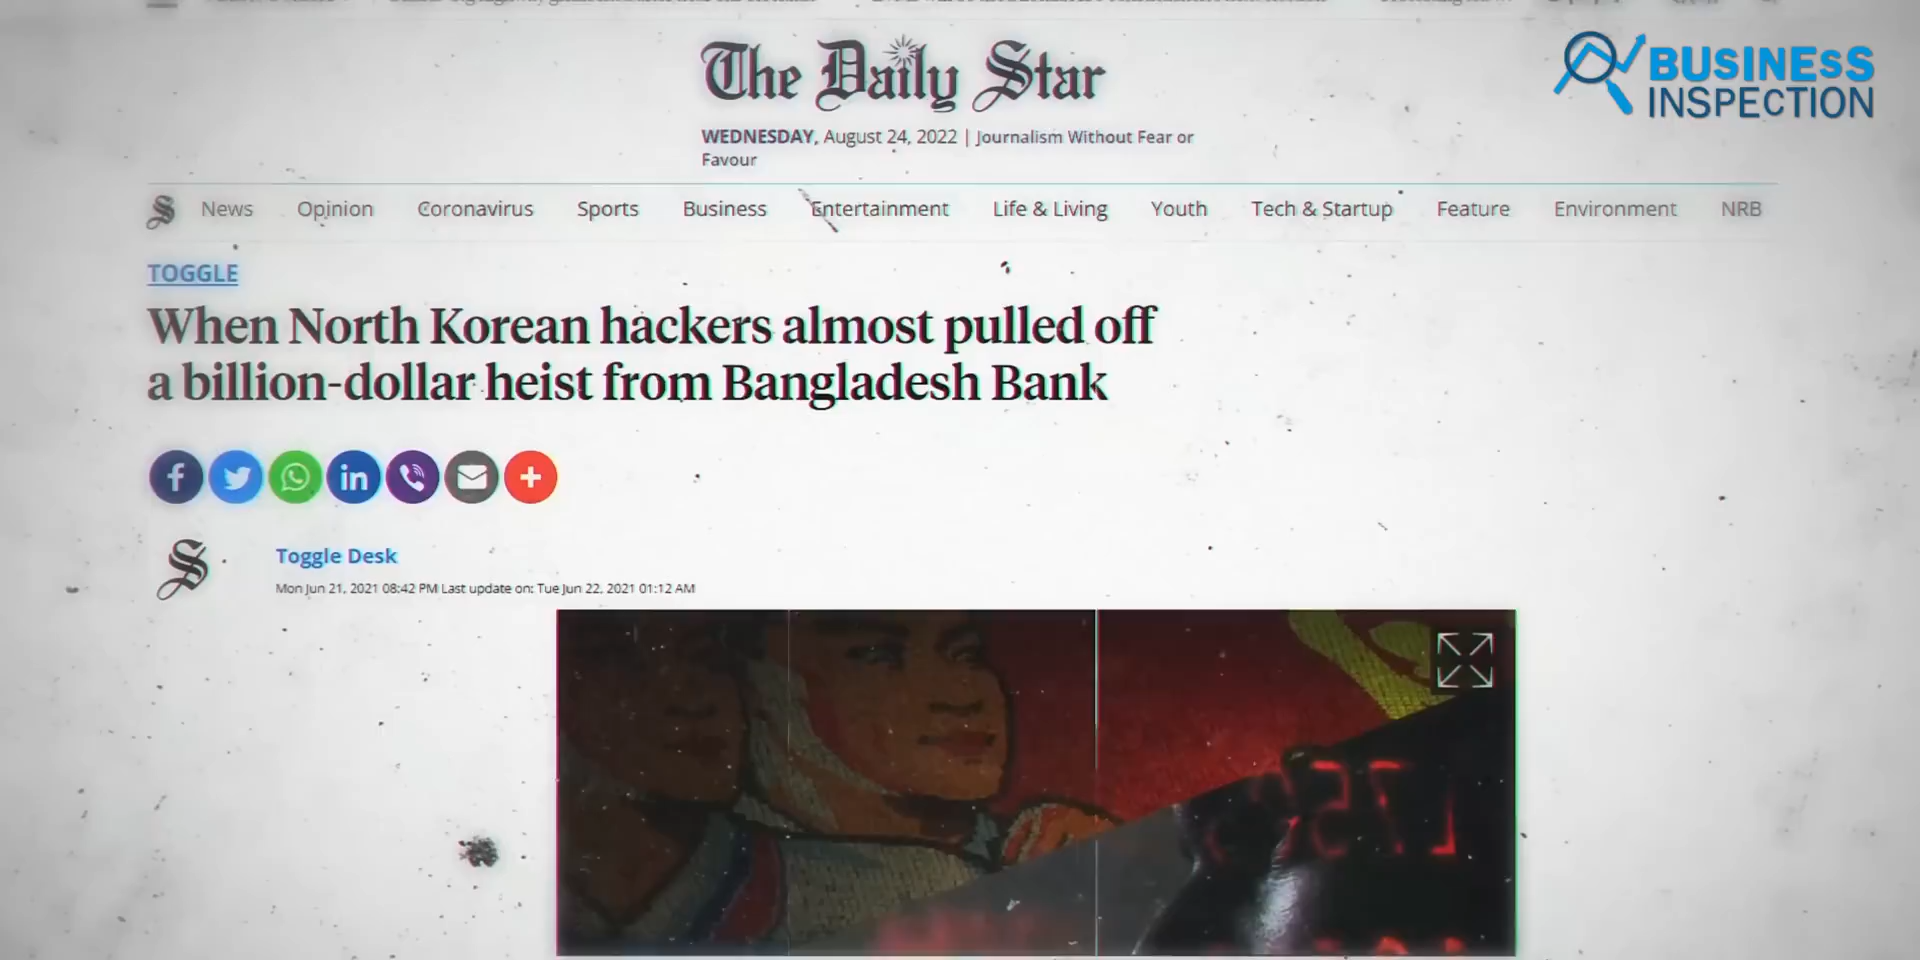 The Daily Star
BUSINESS
INSPECTION
WEDNESDAY, August 24, 2022 | Journalism Without Fear or
Favour
News Opinion Coronavirus Sports Business Entertainment Life & Living Youth Tech & Startup Feature Environment NRB
TOGGLE
When North Korean hackers almost pulled off
a billion-dollar heist from Bangladesh Bank
Toggle Desk
Mon Jun 21, 2021 08:42 PM Last update on: Tue Jun 22, 2021 01:12 AM